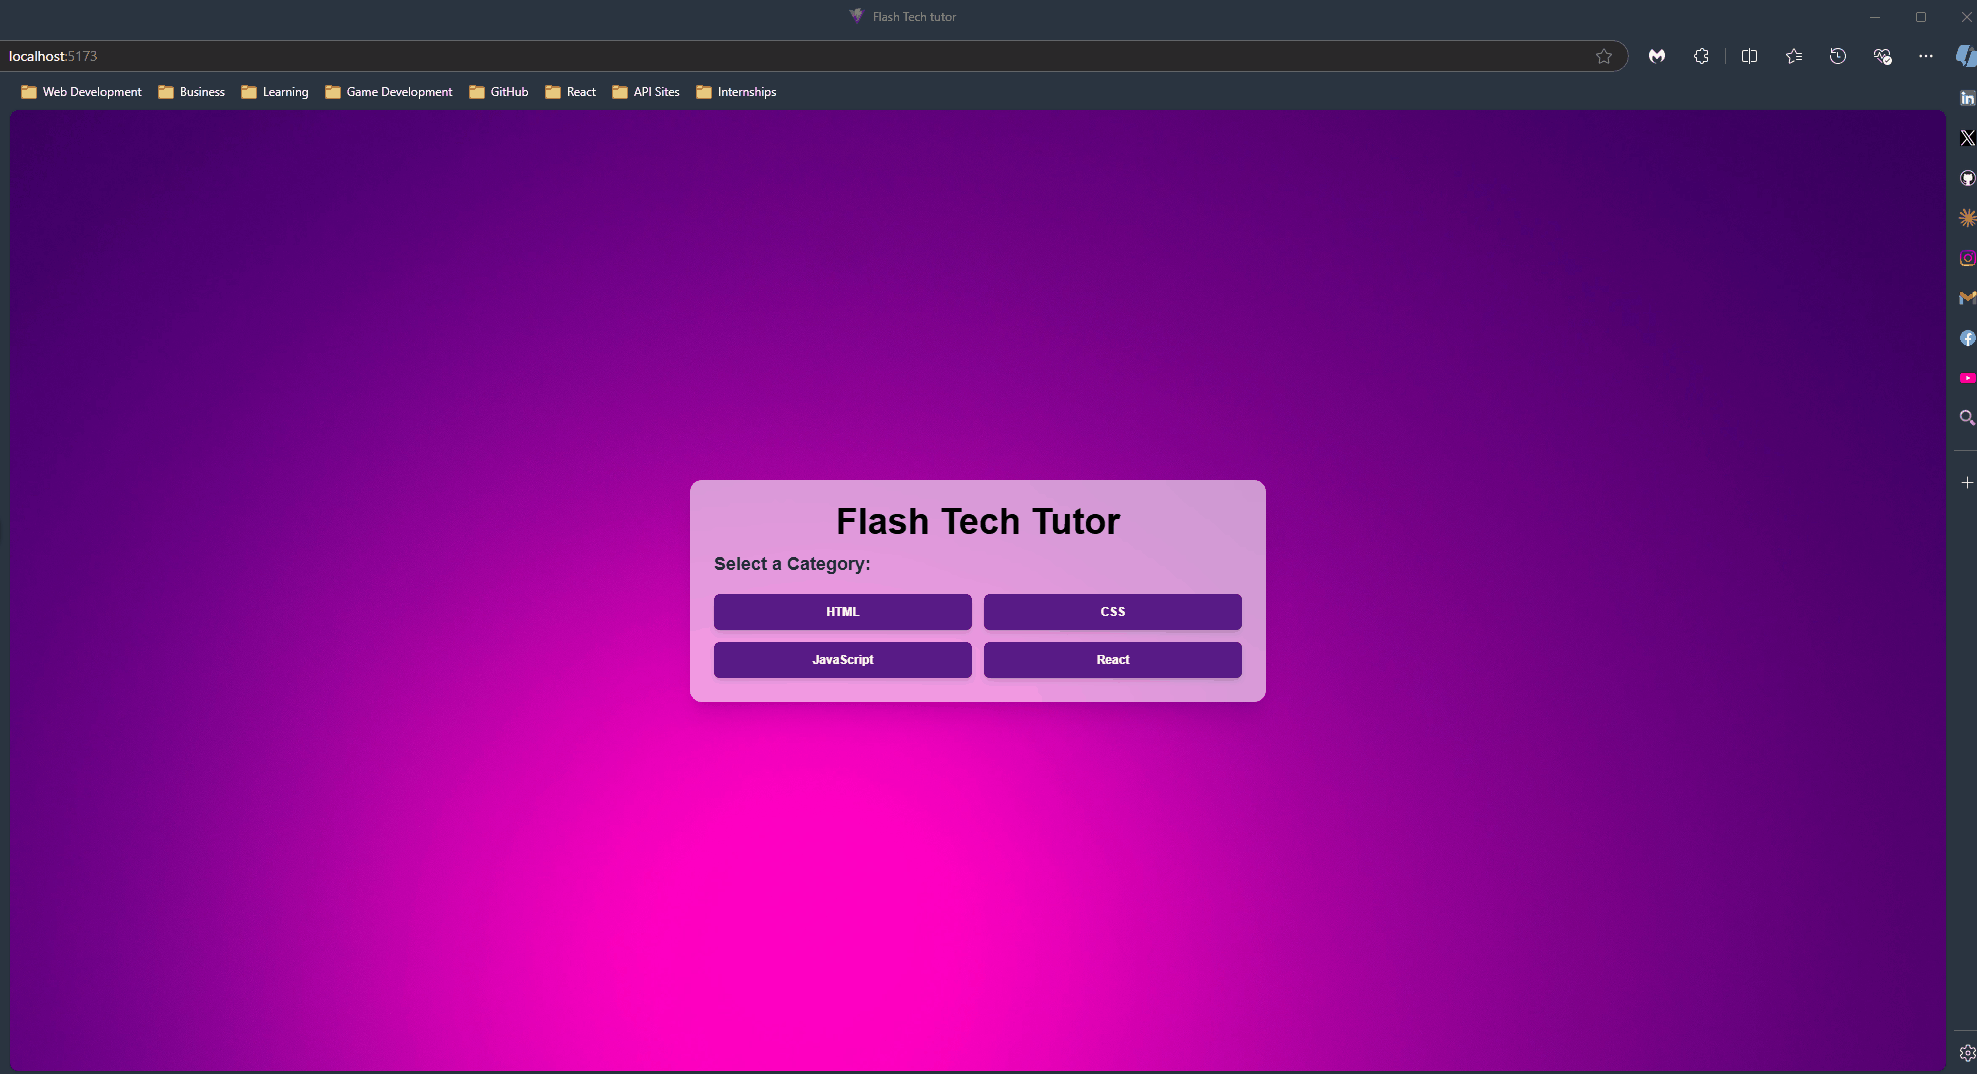 Flash Tech tutor
localhost:5173
Web Development Business Learning Game Development GitHub React API Sites Internships
Flash Tech Tutor
Select a Category:
HTML CSS
JavaScript React